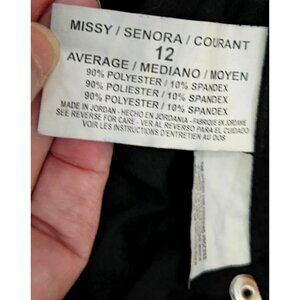 MISSY / SENORA / COURANT
12
AVERAGE / MEDIANO / MOYEN
90% POLYESTER / 10% SPANDEX
90% POLYESTER / 10% SPANDEX
90% POLYESTER / 10% SPANDEX
MADE IN JORDAN - HECHO EN JORDANIA - FABRIQUE EN JORDANIE
SEE REVERSE FOR CARE - VER AL REVERSO PARA EL CUIDADO
VOIR LES INSTRUCTIONS D'ENTRETIEN AU DOS